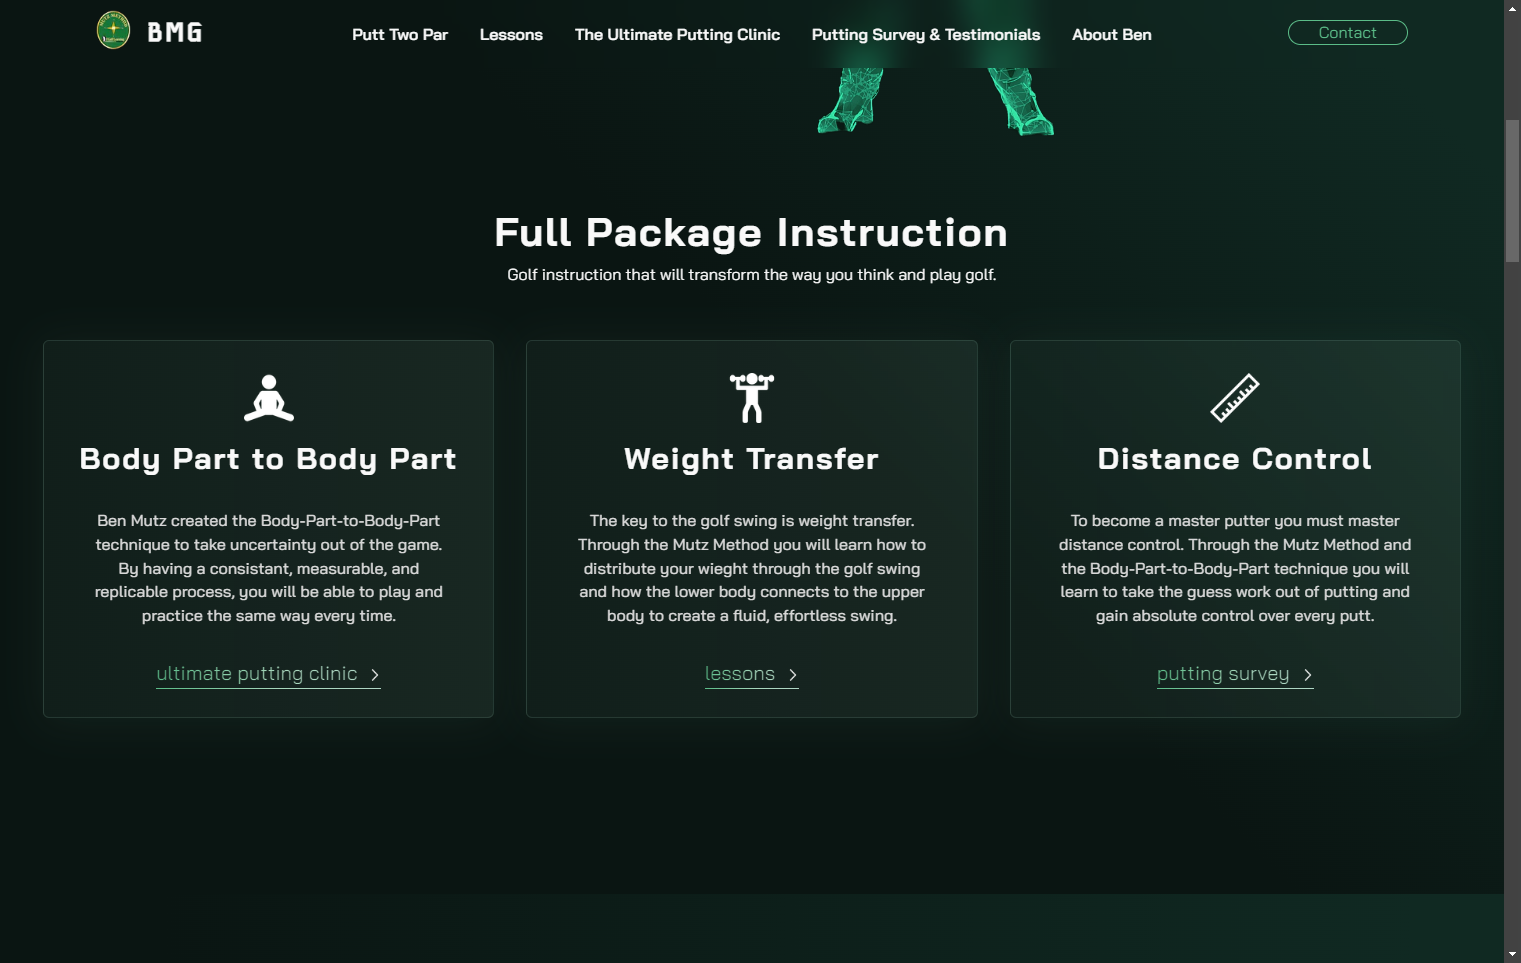 BMG
Putt Two Par
Lessons
The Ultimate Putting Clinic
Putting Survey & Testimonials
About Ben
Contact
Full Package Instruction
Golf instruction that will transform the way you think and play golf.
Body Part to Body Part
Ben Mutz created the Body-Part-to-Body-Part
technique to take uncertainty out of the game.
By having a consistant, measurable, and
replicable process, you will be able to play and
practice the same way every time.
ultimate putting clinic
Weight Transfer
The key to the golf swing is weight transfer.
Through the Mutz Method you will learn how to
distribute your wieght through the golf swing
and how the lower body connects to the upper
body to create a fluid, effortless swing.
lessons
Distance Control
To become a master putter you must master
distance control. Through the Mutz Method and
the Body-Part-to-Body-Part technique you will
learn to take the guess work out of putting and
gain absolute control over every putt.
putting survey